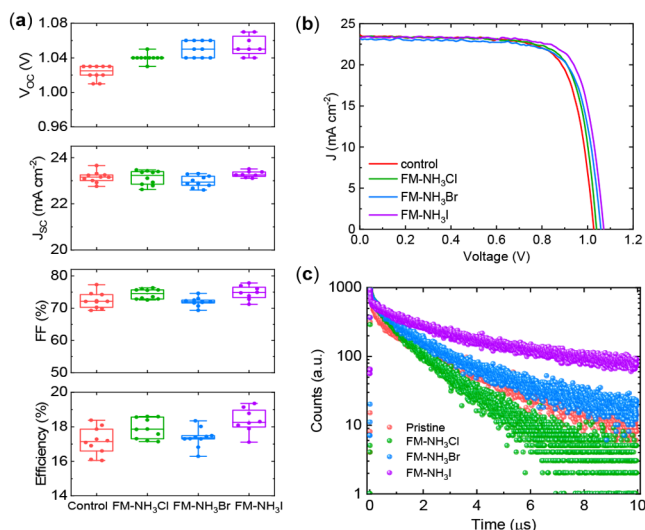 (a)
V_OC (V)
1.08
1.04
1.00
0.96
J_SC (mA cm⁻²)
24
23
22
FF (%)
80
75
70
65
60
Efficiency (%)
20
18
16
14
Control FM-NH₃Cl FM-NH₃Br FM-NH₃I
(b)
J (mA cm⁻²)
25
20
15
10
5
0
control
FM-NH₃Cl
FM-NH₃Br
FM-NH₃I
0.0 0.2 0.4 0.6 0.8 1.0 1.2
Voltage (V)
(c)
Counts (a.u.)
1000
100
10
1
Pristine
FM-NH₃Cl
FM-NH₃Br
FM-NH₃I
0 2 4 6 8 10
Time (μs)